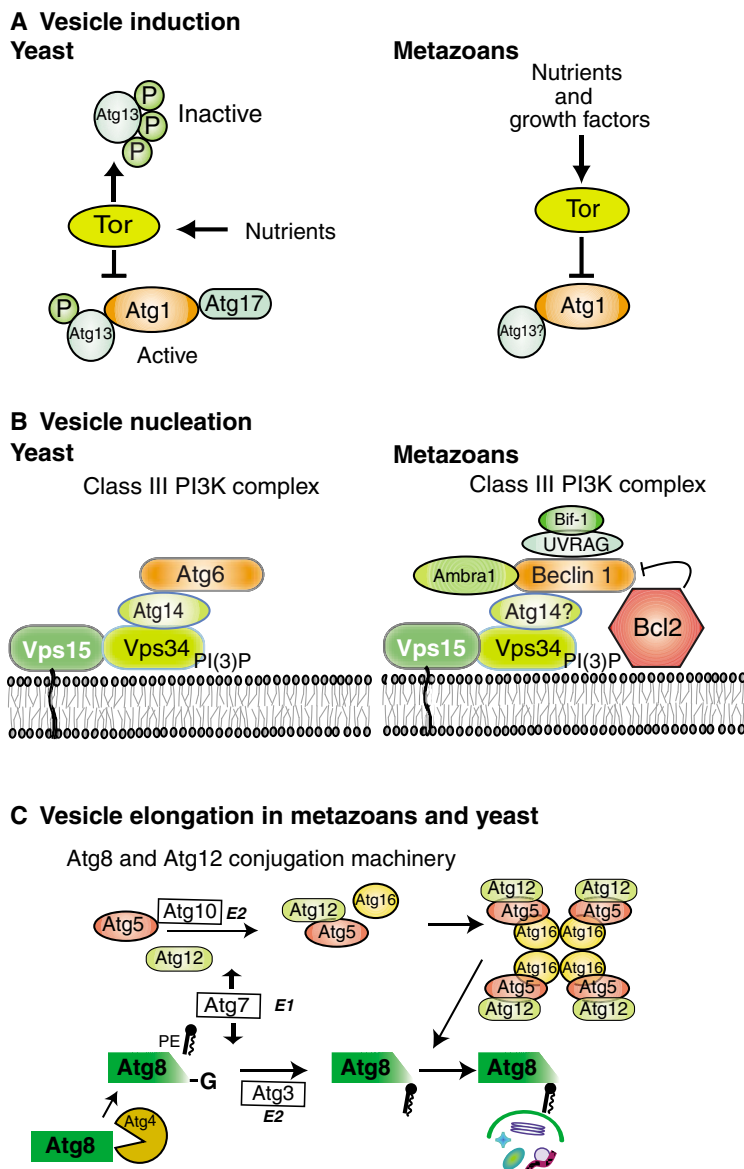 A Vesicle induction
Yeast
Metazoans
P
Atg13
P
P
Inactive
Nutrients
and
growth factors
Tor
Nutrients
Tor
P
Atg13
Atg1
Atg17
Active
Atg1
Atg13?
B Vesicle nucleation
Yeast
Metazoans
Class III PI3K complex
Class III PI3K complex
Bif-1
UVRAG
Atg6
Ambra1
Beclin 1
Atg14
Atg14?
Bcl2
Vps15
Vps34
PI(3)P
Vps15
Vps34
PI(3)P
C Vesicle elongation in metazoans and yeast
Atg8 and Atg12 conjugation machinery
Atg5
Atg10
E2
Atg12
Atg12
Atg5
Atg16
Atg12
Atg12
Atg5
Atg5
Atg16
Atg16
Atg16
Atg16
Atg5
Atg5
Atg12
Atg12
Atg7
E1
PE
Atg8
-G
Atg3
E2
Atg8
Atg8
Atg4
Atg8